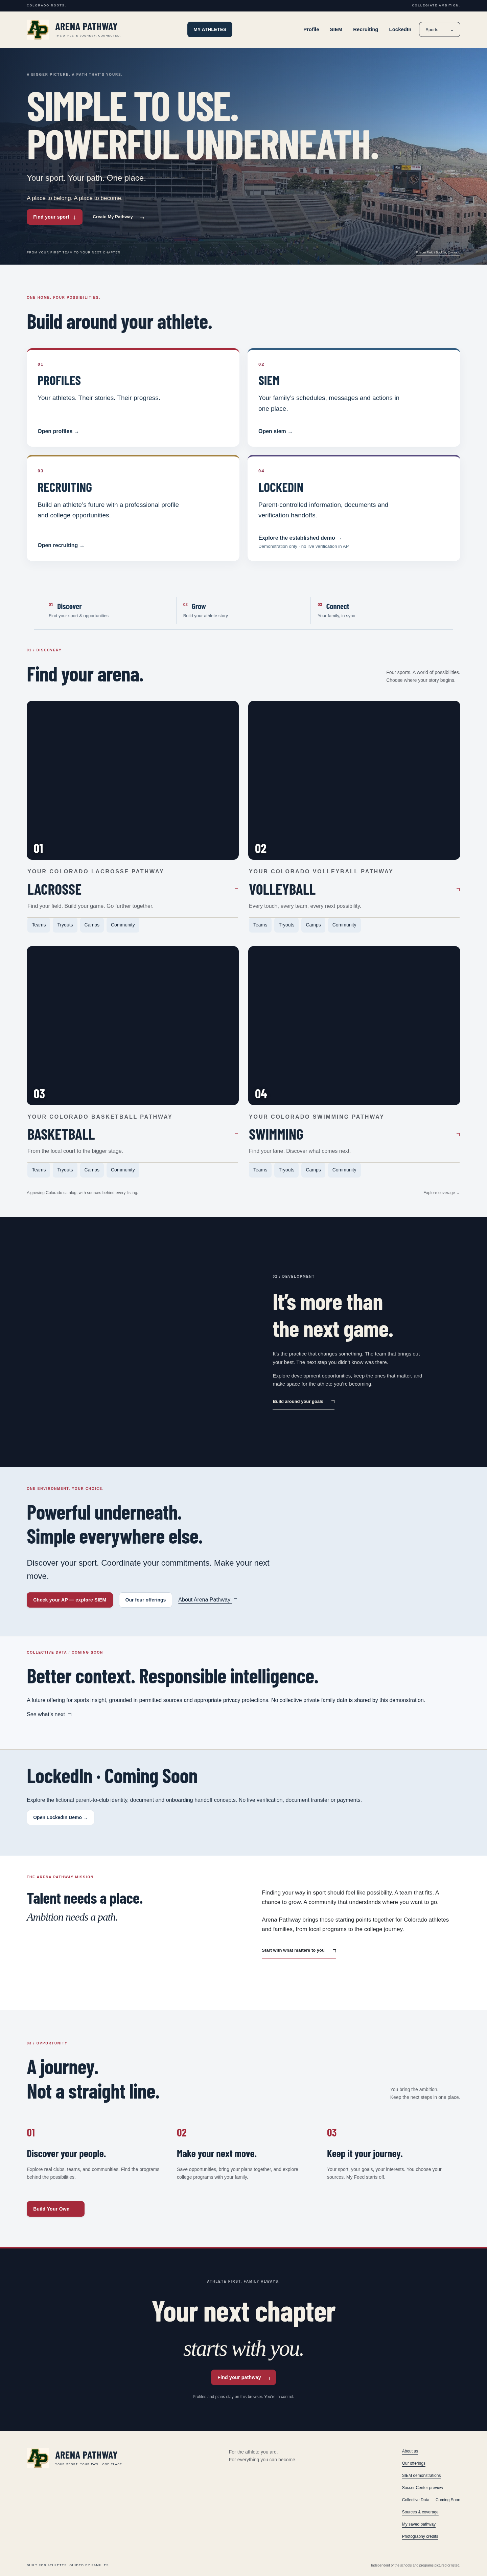 COLORADO ROOTS.
COLLEGIATE AMBITION.
AP
ARENA PATHWAY
THE ATHLETE JOURNEY, CONNECTED.
MY ATHLETES
Profile
SIEM
Recruiting
LockedIn
Sports
A BIGGER PICTURE. A PATH THAT'S YOURS.
SIMPLE TO USE.
POWERFUL UNDERNEATH.
Your sport. Your path. One place.
A place to belong. A place to become.
Find your sport ↓
Create My Pathway →
FROM YOUR FIRST TEAM TO YOUR NEXT CHAPTER.
ONE HOME. FOUR POSSIBILITIES.
Build around your athlete.
01
PROFILES
Your athletes. Their stories. Their progress.
Open profiles →
02
SIEM
Your family's schedules, messages and actions in
one place.
Open siem →
03
RECRUITING
Build an athlete's future with a professional profile
and college opportunities.
Open recruiting →
04
LOCKEDIN
Parent-controlled information, documents and
verification handoffs.
Explore the established demo →
Demonstration only · no live verification in AP
01 Discover
Find your sport & opportunities
02 Grow
Build your athlete story
03 Connect
Your family, in sync
01 / DISCOVERY
Find your arena.
Four sports. A world of possibilities.
Choose where your story begins.
01
YOUR COLORADO LACROSSE PATHWAY
LACROSSE
Find your field. Build your game. Go further together.
Teams
Tryouts
Camps
Community
02
YOUR COLORADO VOLLEYBALL PATHWAY
VOLLEYBALL
Every touch, every team, every next possibility.
Teams
Tryouts
Camps
Community
03
YOUR COLORADO BASKETBALL PATHWAY
BASKETBALL
From the local court to the bigger stage.
Teams
Tryouts
Camps
Community
04
YOUR COLORADO SWIMMING PATHWAY
SWIMMING
Find your lane. Discover what comes next.
Teams
Tryouts
Camps
Community
A growing Colorado catalog, with sources behind every listing.
Explore coverage →
02 / DEVELOPMENT
It's more than
the next game.
It's the practice that changes something. The team that brings out
your best. The next step you didn't know was there.
Explore development opportunities, keep the ones that matter, and
make space for the athlete you're becoming.
Build around your goals
ONE ENVIRONMENT. YOUR CHOICE.
Powerful underneath.
Simple everywhere else.
Discover your sport. Coordinate your commitments. Make your next
move.
Check your AP — explore SIEM
Our four offerings
About Arena Pathway
COLLECTIVE DATA / COMING SOON
Better context. Responsible intelligence.
A future offering for sports insight, grounded in permitted sources and appropriate privacy protections. No collective private family data is shared by this demonstration.
See what's next
LockedIn · Coming Soon
Explore the fictional parent-to-club identity, document and onboarding handoff concepts. No live verification, document transfer or payments.
Open LockedIn Demo →
THE ARENA PATHWAY MISSION
Talent needs a place.
Ambition needs a path.
Finding your way in sport should feel like possibility. A team that fits. A
chance to grow. A community that understands where you want to go.
Arena Pathway brings those starting points together for Colorado athletes
and families, from local programs to the college journey.
Start with what matters to you
03 / OPPORTUNITY
A journey.
Not a straight line.
You bring the ambition.
Keep the next steps in one place.
01
Discover your people.
Explore real clubs, teams, and communities. Find the programs
behind the possibilities.
02
Make your next move.
Save opportunities, bring your plans together, and explore
college programs with your family.
03
Keep it your journey.
Your sport, your goals, your interests. You choose your
sources. My Feed starts off.
Build Your Own
ATHLETE FIRST. FAMILY ALWAYS.
Your next chapter
starts with you.
Find your pathway
Profiles and plans stay on this browser. You're in control.
AP
ARENA PATHWAY
YOUR SPORT. YOUR PATH. ONE PLACE.
For the athlete you are.
For everything you can become.
About us
Our offerings
SIEM demonstrations
Soccer Center preview
Collective Data — Coming Soon
Sources & coverage
My saved pathway
Photography credits
BUILT FOR ATHLETES. GUIDED BY FAMILIES.
Independent of the schools and programs pictured or listed.